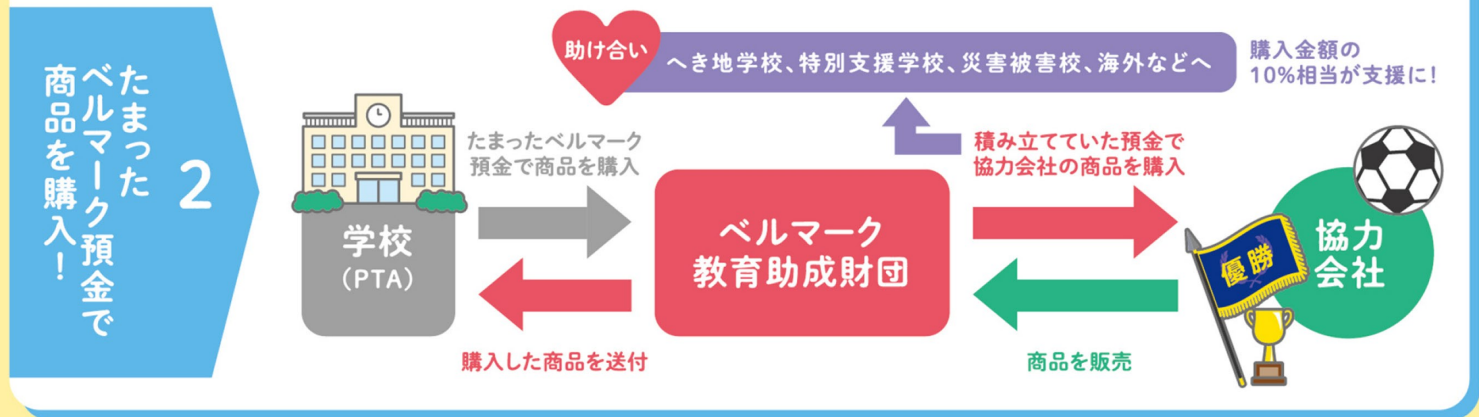 2
たまった
ベルマーク預金で
商品を購入！
助け合い
へき地学校、特別支援学校、災害被害校、海外などへ
購入金額の
10%相当が支援に！
たまったベルマーク
預金で商品を購入
積み立てていた預金で
協力会社の商品を購入
学校
(PTA)
ベルマーク
教育助成財団
優勝
協力
会社
購入した商品を送付
商品を販売